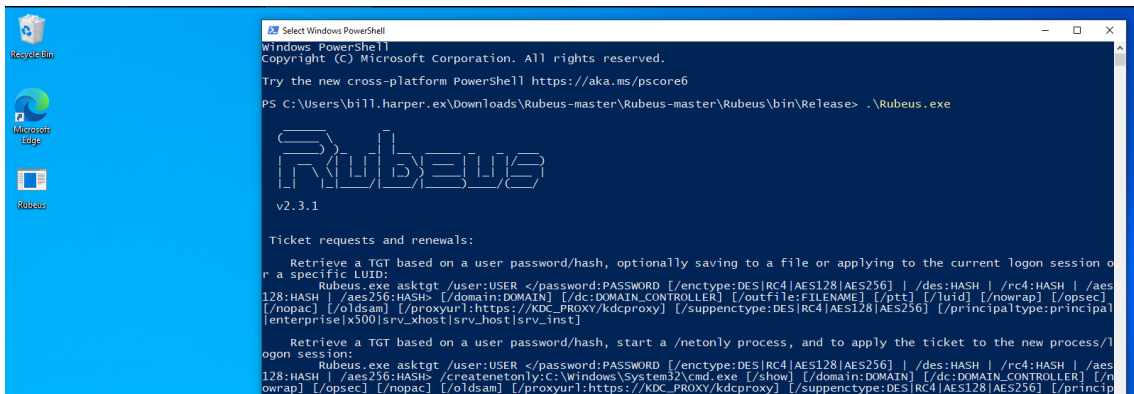 Recycle Bin
Microsoft
Edge
Rubeus
Select Windows PowerShell
Windows PowerShell
Copyright (C) Microsoft Corporation. All rights reserved.
Try the new cross-platform PowerShell https://aka.ms/pscore6
PS C:\Users\bill.harper.ex\Downloads\Rubeus-master\Rubeus-master\Rubeus\bin\Release> .\Rubeus.exe
Rubeus
v2.3.1
Ticket requests and renewals:
Retrieve a TGT based on a user password/hash, optionally saving to a file or applying to the current logon session o
r a specific LUID:
Rubeus.exe asktgt /user:USER </password:PASSWORD [/enctype:DES|RC4|AES128|AES256] | /des:HASH | /rc4:HASH | /aes
128:HASH | /aes256:HASH> [/domain:DOMAIN] [/dc:DOMAIN_CONTROLLER] [/outfile:FILENAME] [/ptt] [/luid] [/nowrap] [/opsec]
[/nopac] [/oldsam] [/proxyurl:https://KDC_PROXY/kdcproxy] [/suppenctype:DES|RC4|AES128|AES256] [/principaltype:principal
|enterprise|x500|srv_xhost|srv_host|srv_inst]
Retrieve a TGT based on a user password/hash, start a /netonly process, and to apply the ticket to the new process/l
ogon session:
Rubeus.exe asktgt /user:USER </password:PASSWORD [/enctype:DES|RC4|AES128|AES256] | /des:HASH | /rc4:HASH | /aes
128:HASH | /aes256:HASH> /createnetonly:C:\Windows\System32\cmd.exe [/show] [/domain:DOMAIN] [/dc:DOMAIN_CONTROLLER] [/n
owrap] [/opsec] [/nopac] [/oldsam] [/proxyurl:https://KDC_PROXY/kdcproxy] [/suppenctype:DES|RC4|AES128|AES256] [/princip